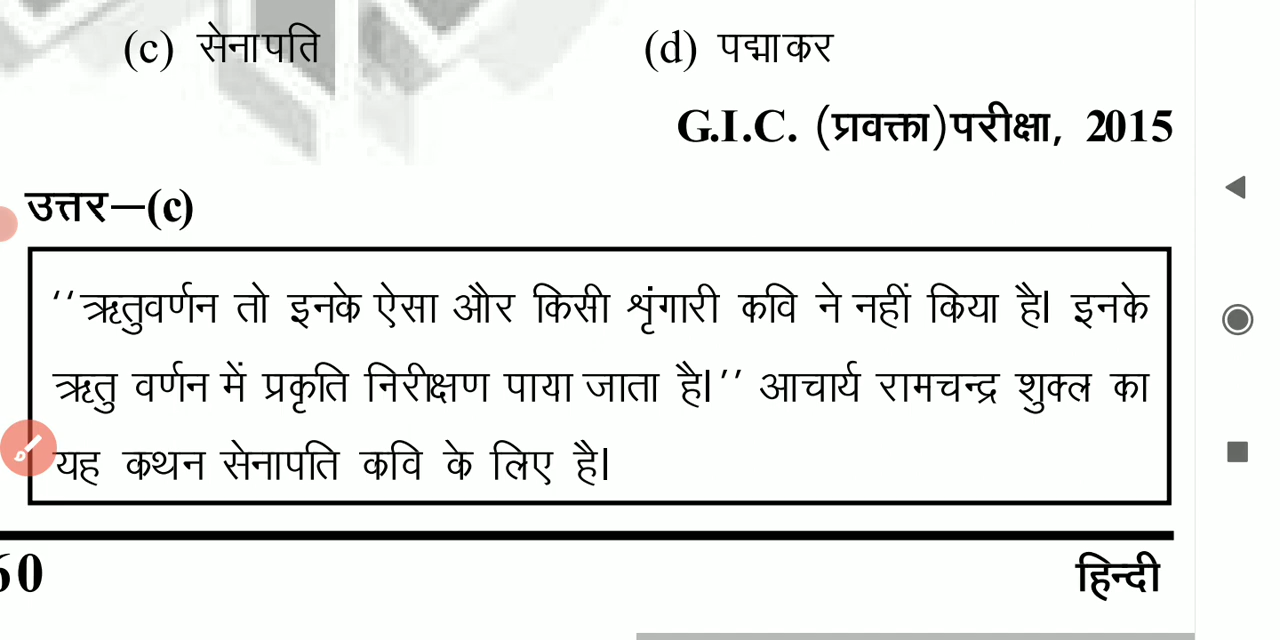 (c) सेनापति (d) पद्माकर
G.I.C. (प्रवक्ता)परीक्षा, 2015
उत्तर—(c)
‘‘ऋतुवर्णन तो इनके ऐसा और किसी शृंगारी कवि ने नहीं किया है। इनके
ऋतु वर्णन में प्रकृति निरीक्षण पाया जाता है।’’ आचार्य रामचन्द्र शुक्ल का
यह कथन सेनापति कवि के लिए है।
60 हिन्दी